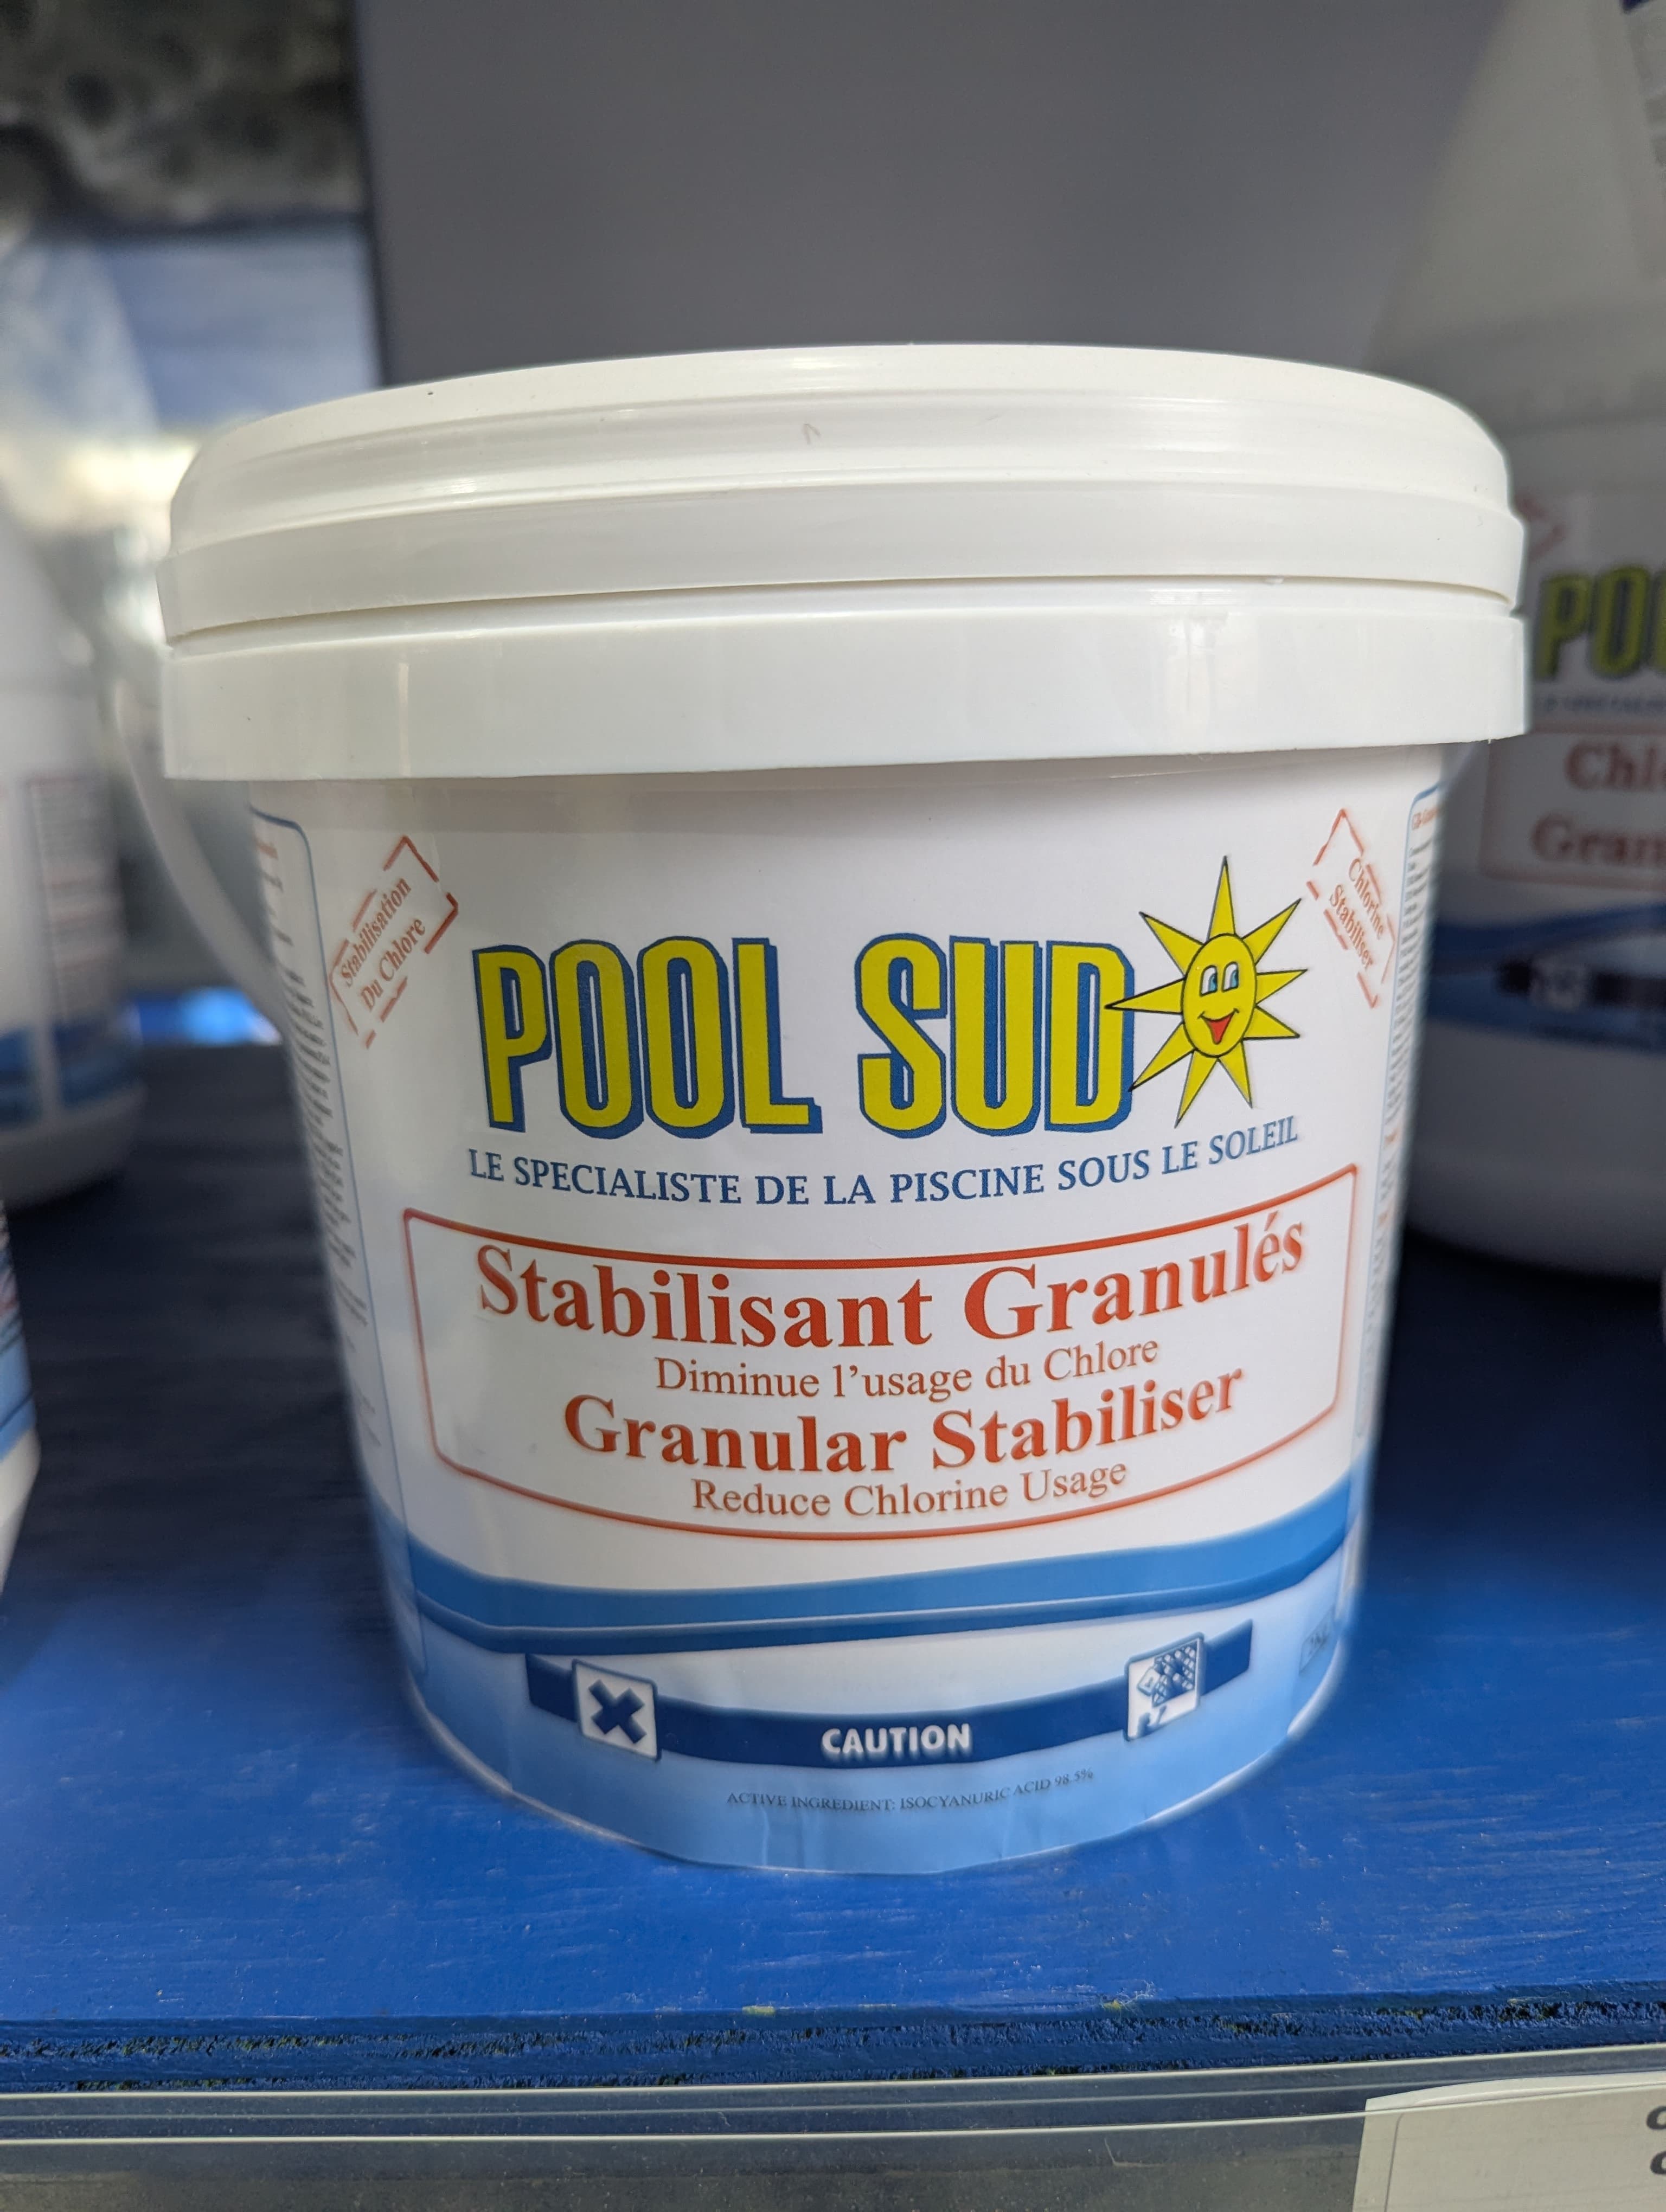 Stabilisation
Du Chlore
Chlorine
Stabiliser
POOL SUD
LE SPECIALISTE DE LA PISCINE SOUS LE SOLEIL
Stabilisant Granulés
Diminue l'usage du Chlore
Granular Stabiliser
Reduce Chlorine Usage
CAUTION
ACTIVE INGREDIENT: ISOCYANURIC ACID 98.5%